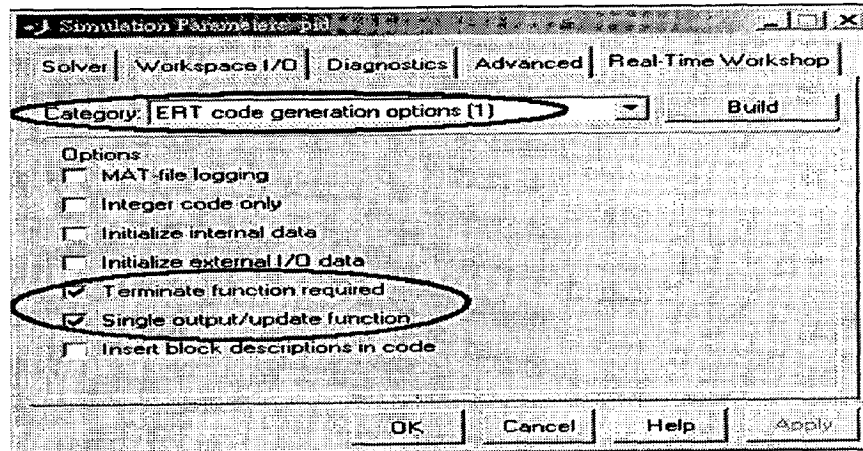 Simulation Parameters: pid
Solver Workspace I/O Diagnostics Advanced Real-Time Workshop
Category: ERT code generation options (1) Build
Options
MAT-file logging
Integer code only
Initialize internal data
Initialize external I/O data
Terminate function required
Single output/update function
Insert block descriptions in code
OK Cancel Help Apply